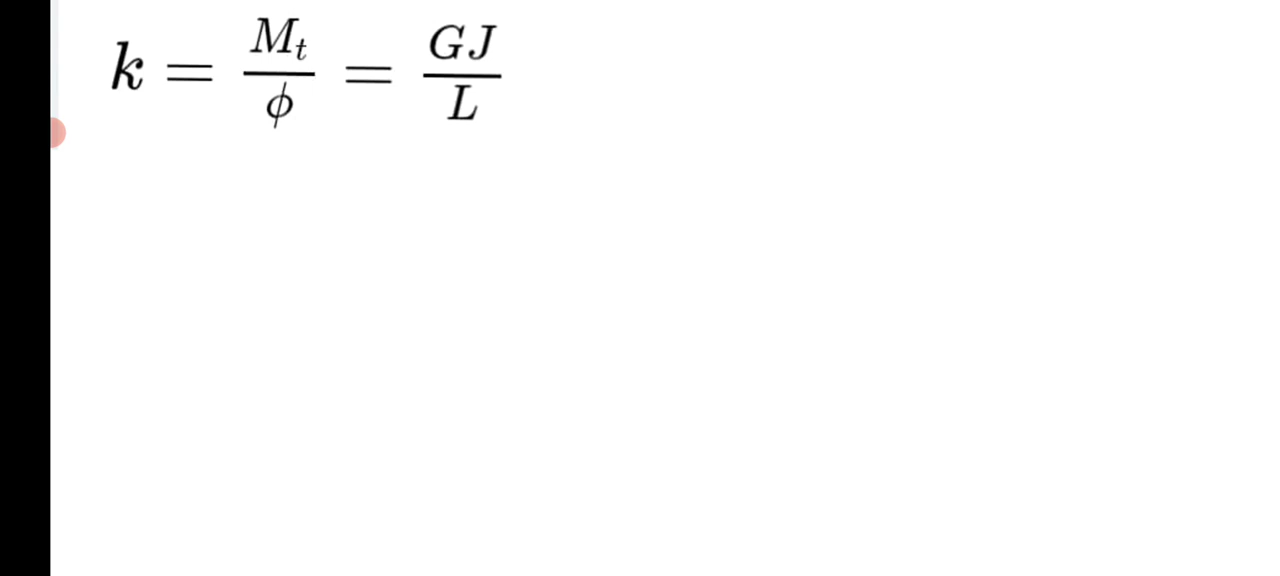 k = M_t / ϕ = GJ / L